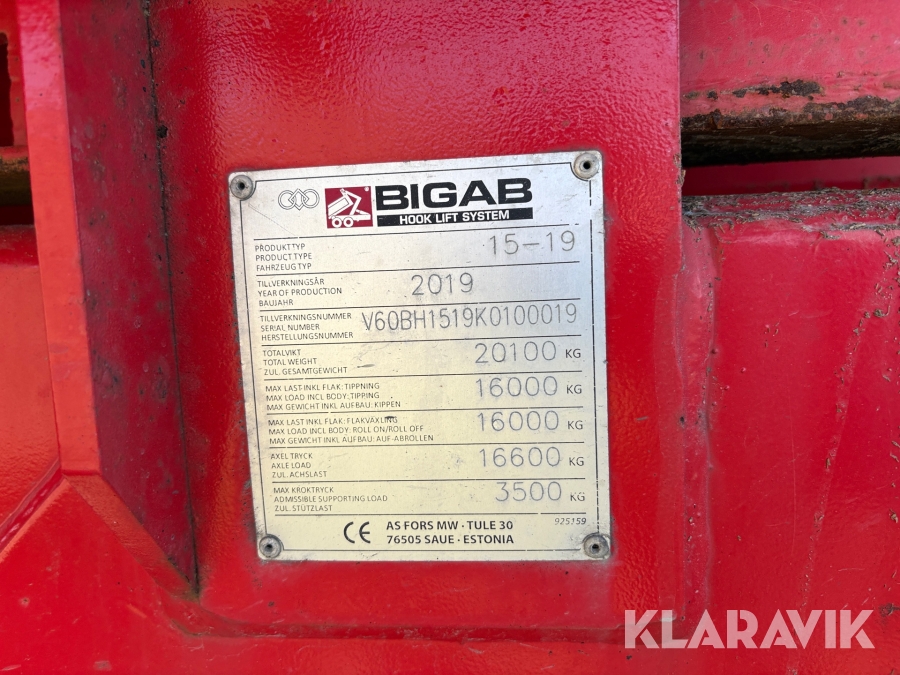 BIGAB
HOOK LIFT SYSTEM
PRODUKTTYP
PRODUCT TYPE
FAHRZEUG TYP
15-19
TILLVERKNINGSÅR
YEAR OF PRODUCTION
BAUJAHR
2019
TILLVERKNINGSNUMMER
SERIAL NUMBER
HERSTELLUNGSNUMMER
V60BH1519K0100019
TOTALVIKT
TOTAL WEIGHT
ZUL. GESAMTGEWICHT
20100 KG
MAX LAST INKL FLAK: TIPPNING
MAX LOAD INCL BODY: TIPPING
MAX GEWICHT INKL AUFBAU: KIPPEN
16000 KG
MAX LAST INKL FLAK: FLAKVÄXLING
MAX LOAD INCL BODY: ROLL ON/ROLL OFF
MAX GEWICHT INKL AUFBAU: AUF-ABROLLEN
16000 KG
AXEL TRYCK
AXLE LOAD
ZUL. ACHSLAST
16600 KG
MAX KROKTRYCK
ADMISSIBLE SUPPORTING LOAD
ZUL. STÜTZLAST
3500 KG
CE
AS FORS MW · TULE 30
76505 SAUE · ESTONIA
925159
KLARAVIK